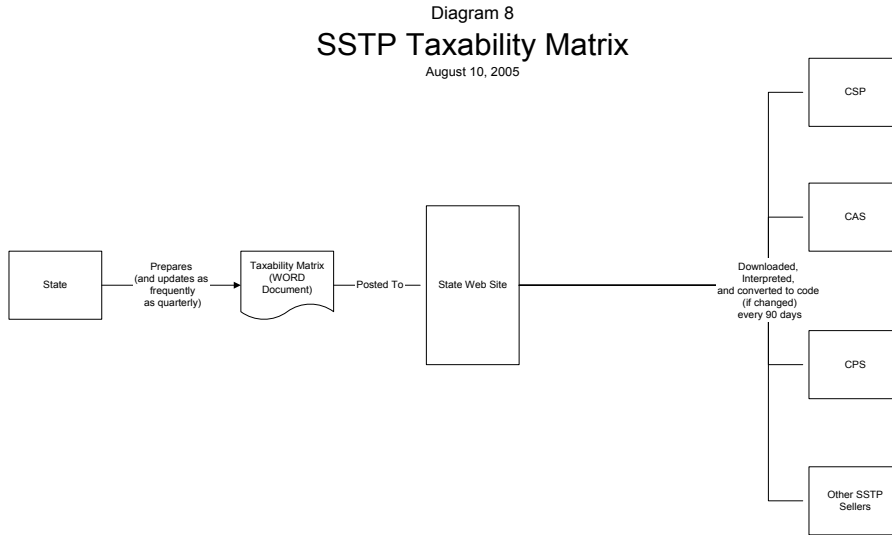 Diagram 8
SSTP Taxability Matrix
August 10, 2005
CSP
CAS
State
Prepares
(and updates as
frequently
as quarterly)
Taxability Matrix
(WORD
Document)
Posted To
State Web Site
Downloaded,
Interpreted,
and converted to code
(if changed)
every 90 days
CPS
Other SSTP
Sellers